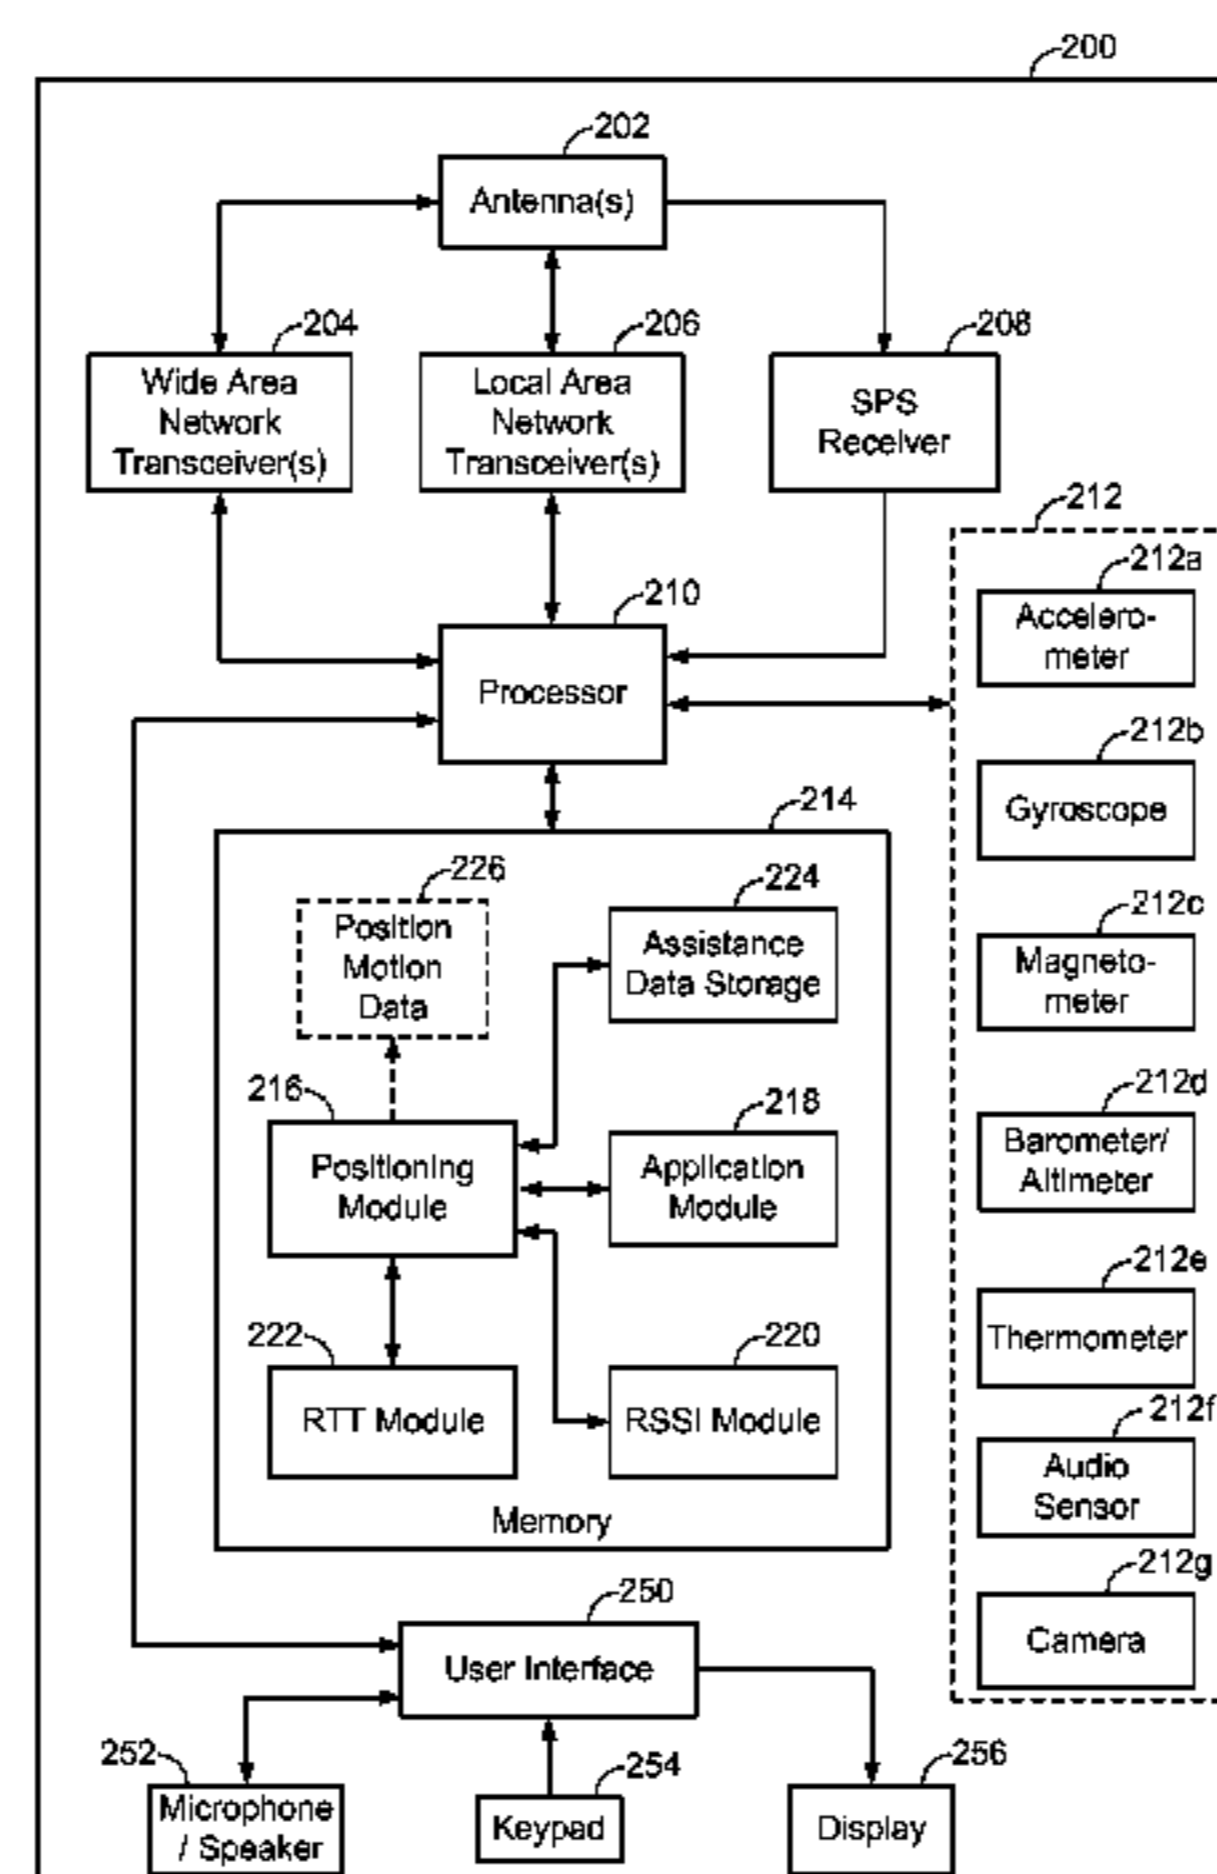 200
202
Antenna(s)
204
206
208
Wide Area
Network
Transceiver(s)
Local Area
Network
Transceiver(s)
SPS
Receiver
212
210
Processor
212a
Accelero-
meter
212b
Gyroscope
212c
Magneto-
meter
212d
Barometer/
Altimeter
212e
Thermometer
212f
Audio
Sensor
212g
Camera
214
226
Position
Motion
Data
224
Assistance
Data Storage
216
Positioning
Module
218
Application
Module
222
RTT Module
220
RSSI Module
Memory
250
User Interface
252
Microphone
/ Speaker
254
Keypad
256
Display